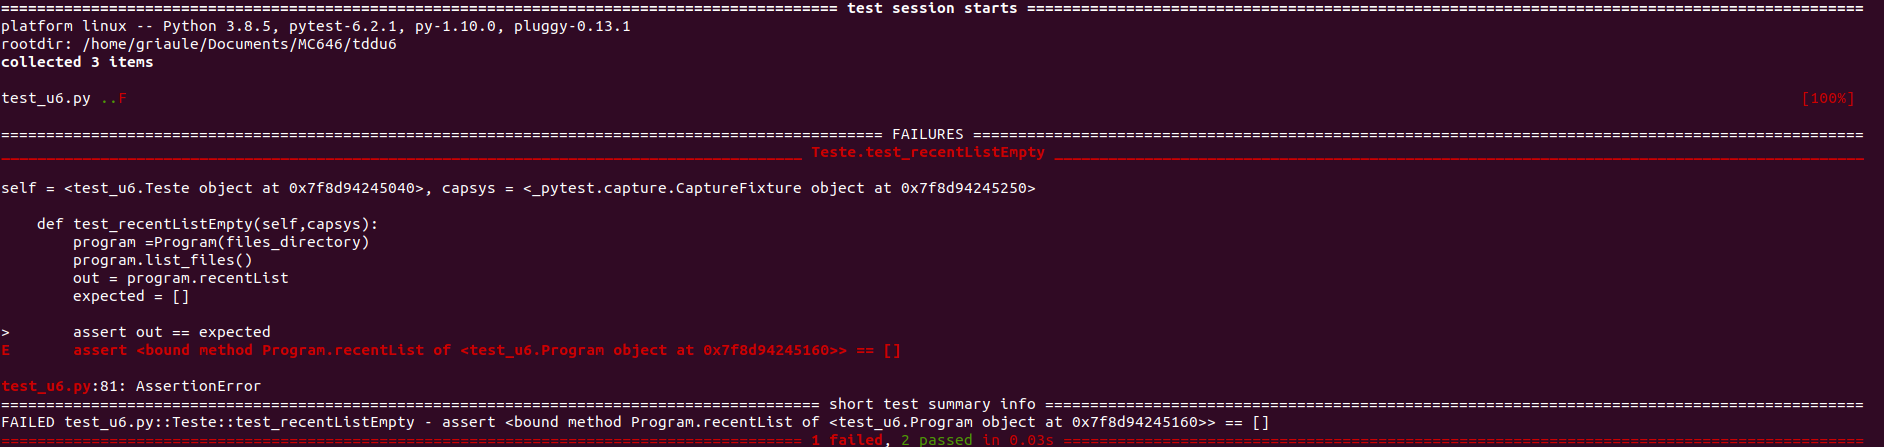 ============================================================================================= test session starts =============================================================================================
platform linux -- Python 3.8.5, pytest-6.2.1, py-1.10.0, pluggy-0.13.1
rootdir: /home/griaule/Documents/MC646/tddu6
collected 3 items

test_u6.py ..F [100%]

================================================================================================== FAILURES ===================================================================================================
_________________________________________________________________________________________ Teste.test_recentListEmpty __________________________________________________________________________________________

self = <test_u6.Teste object at 0x7f8d94245040>, capsys = <_pytest.capture.CaptureFixture object at 0x7f8d94245250>

    def test_recentListEmpty(self,capsys):
        program =Program(files_directory)
        program.list_files()
        out = program.recentList
        expected = []

>       assert out == expected
E       assert <bound method Program.recentList of <test_u6.Program object at 0x7f8d94245160>> == []

test_u6.py:81: AssertionError
=========================================================================================== short test summary info ===========================================================================================
FAILED test_u6.py::Teste::test_recentListEmpty - assert <bound method Program.recentList of <test_u6.Program object at 0x7f8d94245160>> == []
========================================================================================= 1 failed, 2 passed in 0.03s =========================================================================================